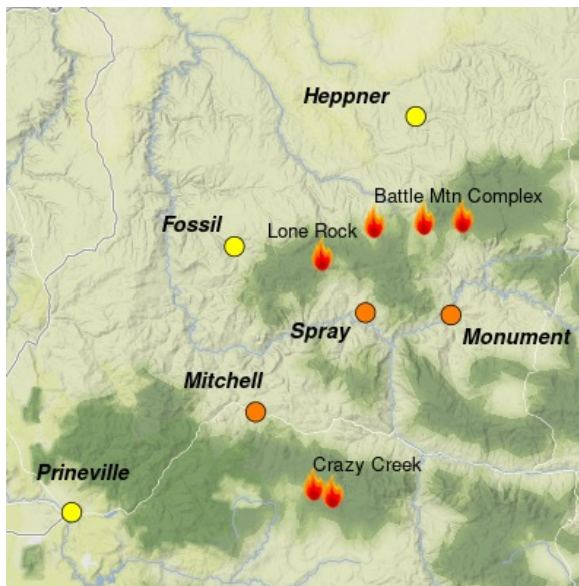 Heppner
Battle Mtn Complex
Fossil
Lone Rock
Spray
Monument
Mitchell
Crazy Creek
Prineville